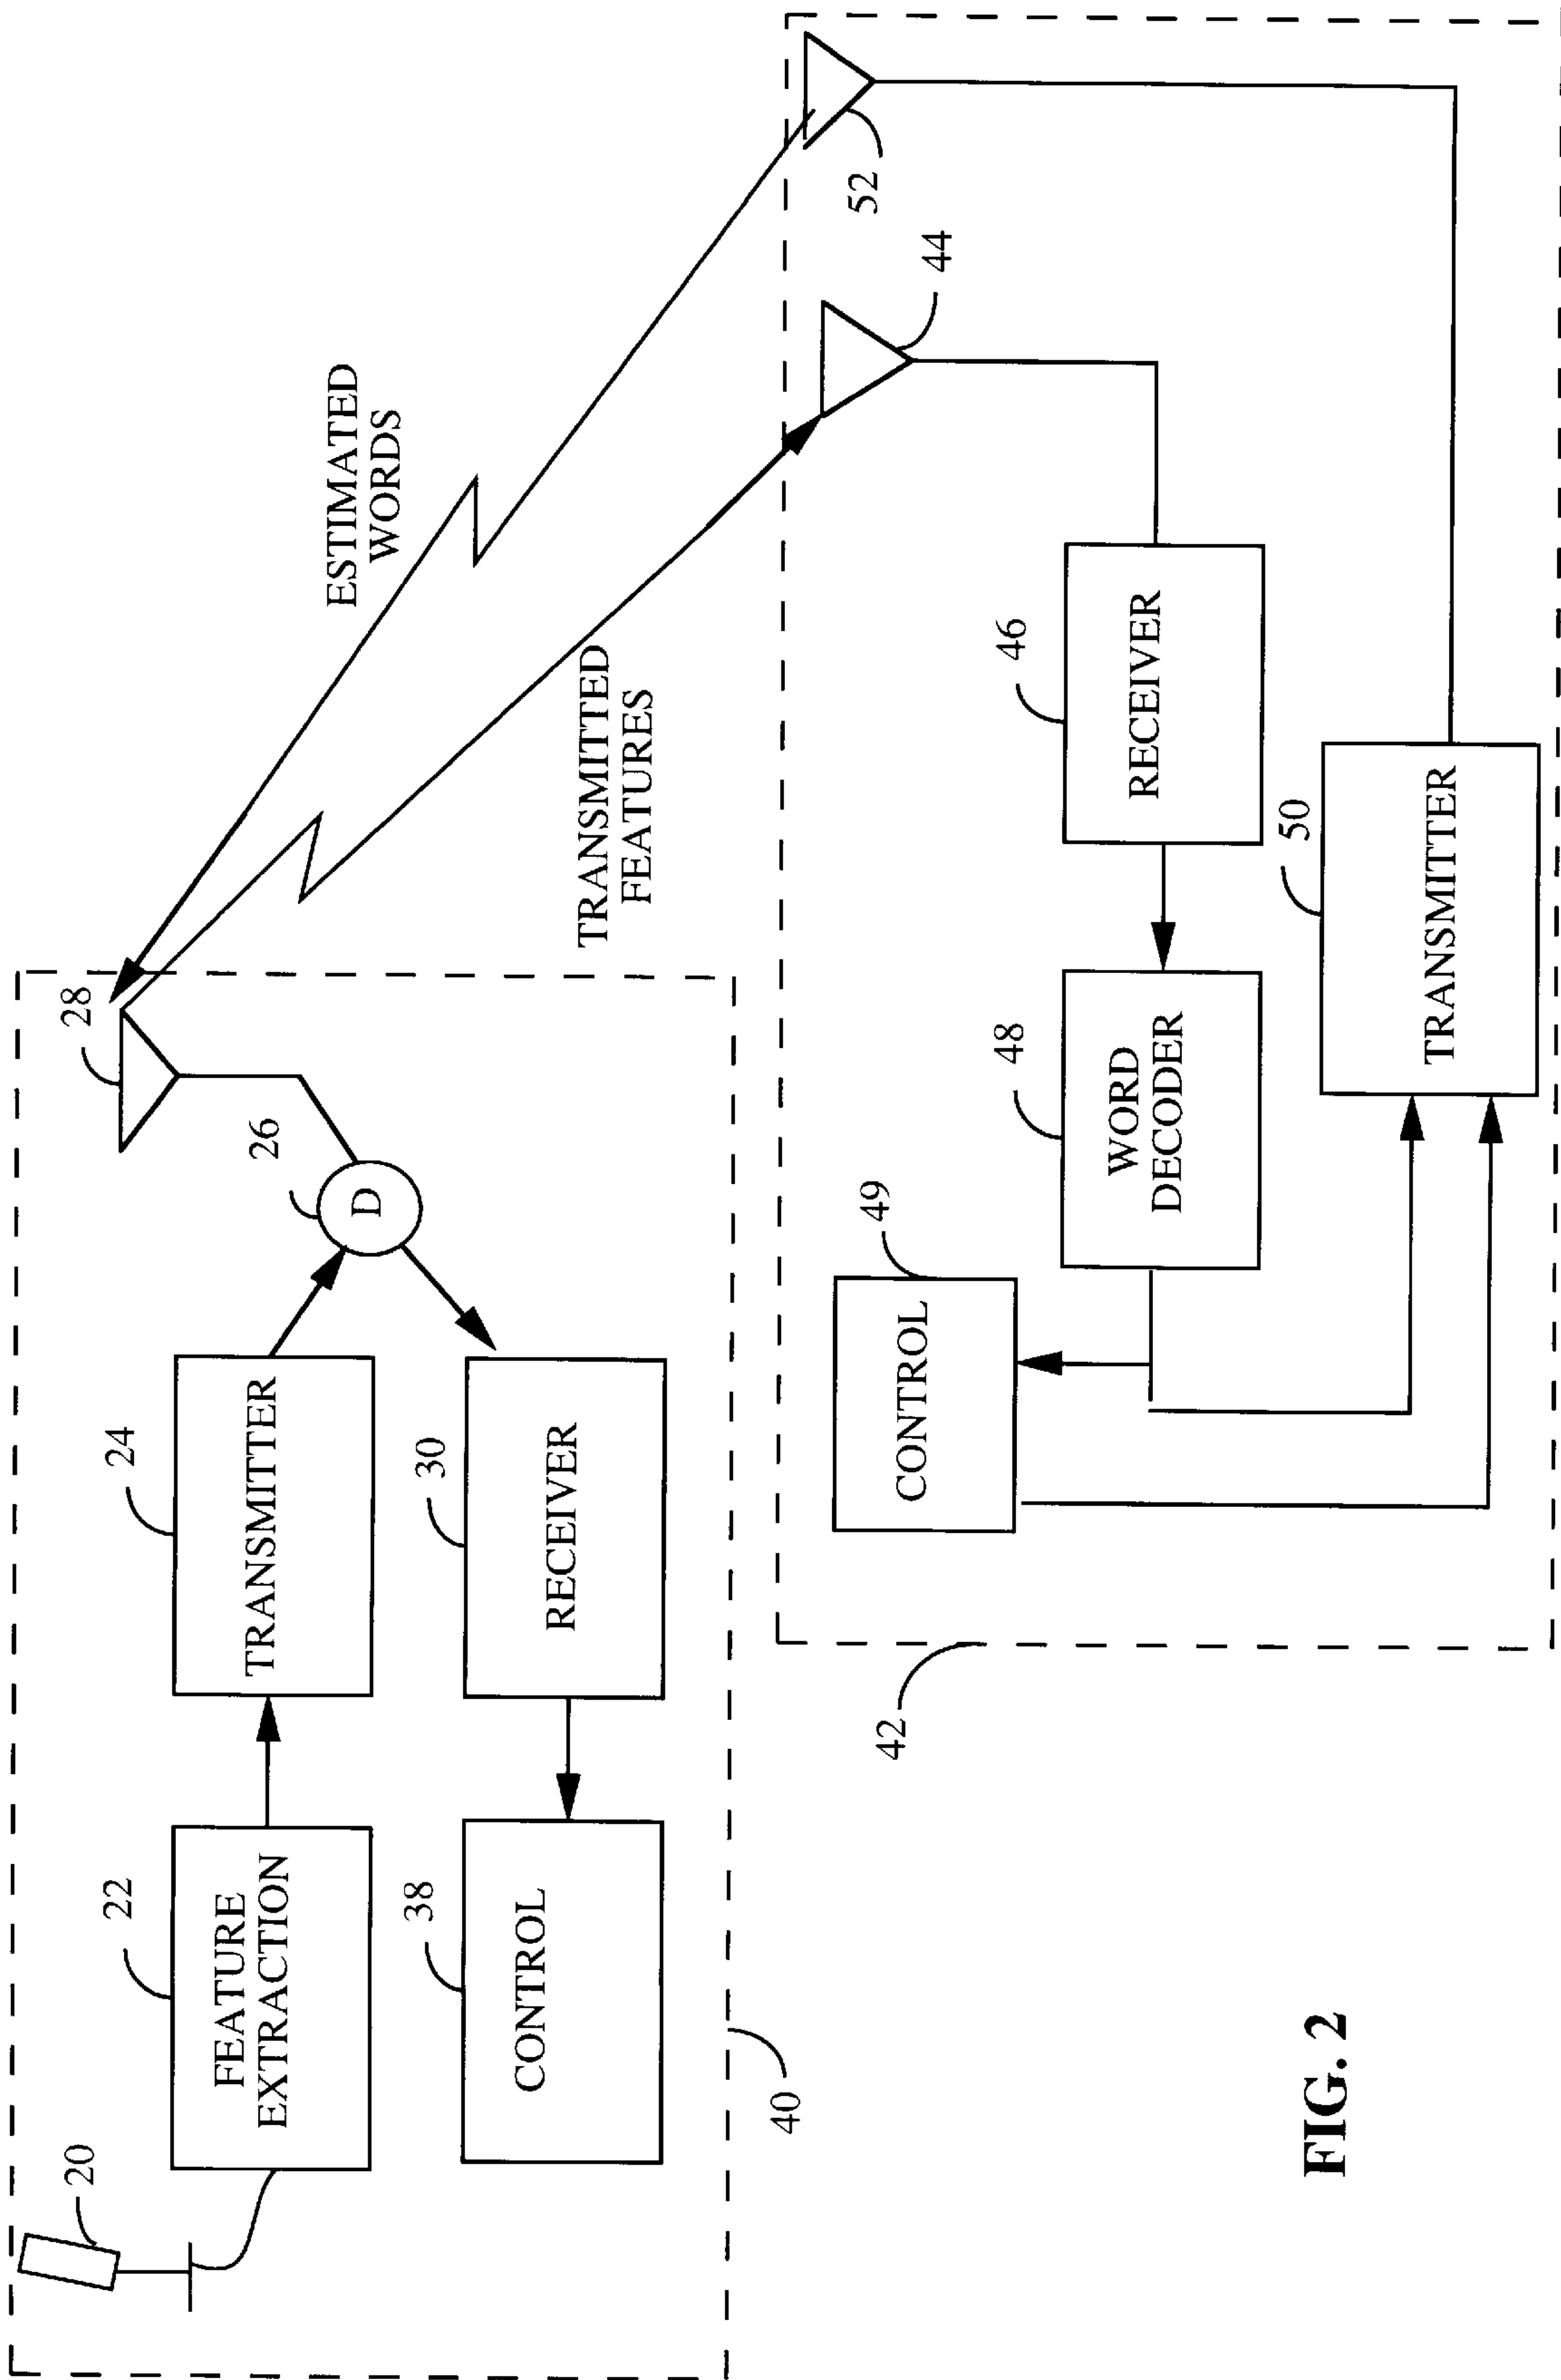 20
22
FEATURE
EXTRACTION
24
TRANSMITTER
26
D
28
38
CONTROL
30
RECEIVER
40
ESTIMATED
WORDS
TRANSMITTED
FEATURES
42
49
CONTROL
48
WORD
DECODER
46
RECEIVER
44
52
50
TRANSMITTER
FIG. 2